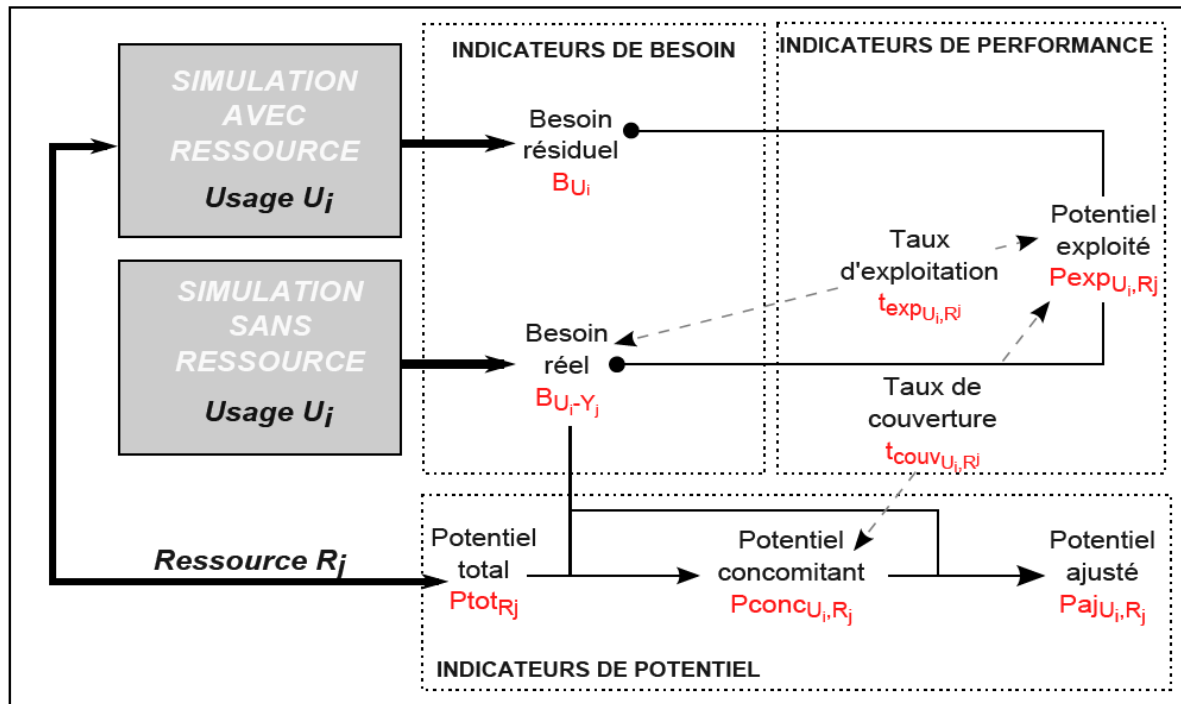 SIMULATION
AVEC
RESSOURCE
Usage Ui
SIMULATION
SANS
RESSOURCE
Usage Ui
Ressource Rj
INDICATEURS DE BESOIN
Besoin
résiduel
BUi
Besoin
réel
BUi-Yj
INDICATEURS DE PERFORMANCE
Potentiel
exploité
PexpUi,Rj
Taux
d'exploitation
texpUi,Rj
Taux de
couverture
tcouvUi,Rj
Potentiel
total
PtotRj
Potentiel
concomitant
PconcUi,Rj
Potentiel
ajusté
PajUi,Rj
INDICATEURS DE POTENTIEL